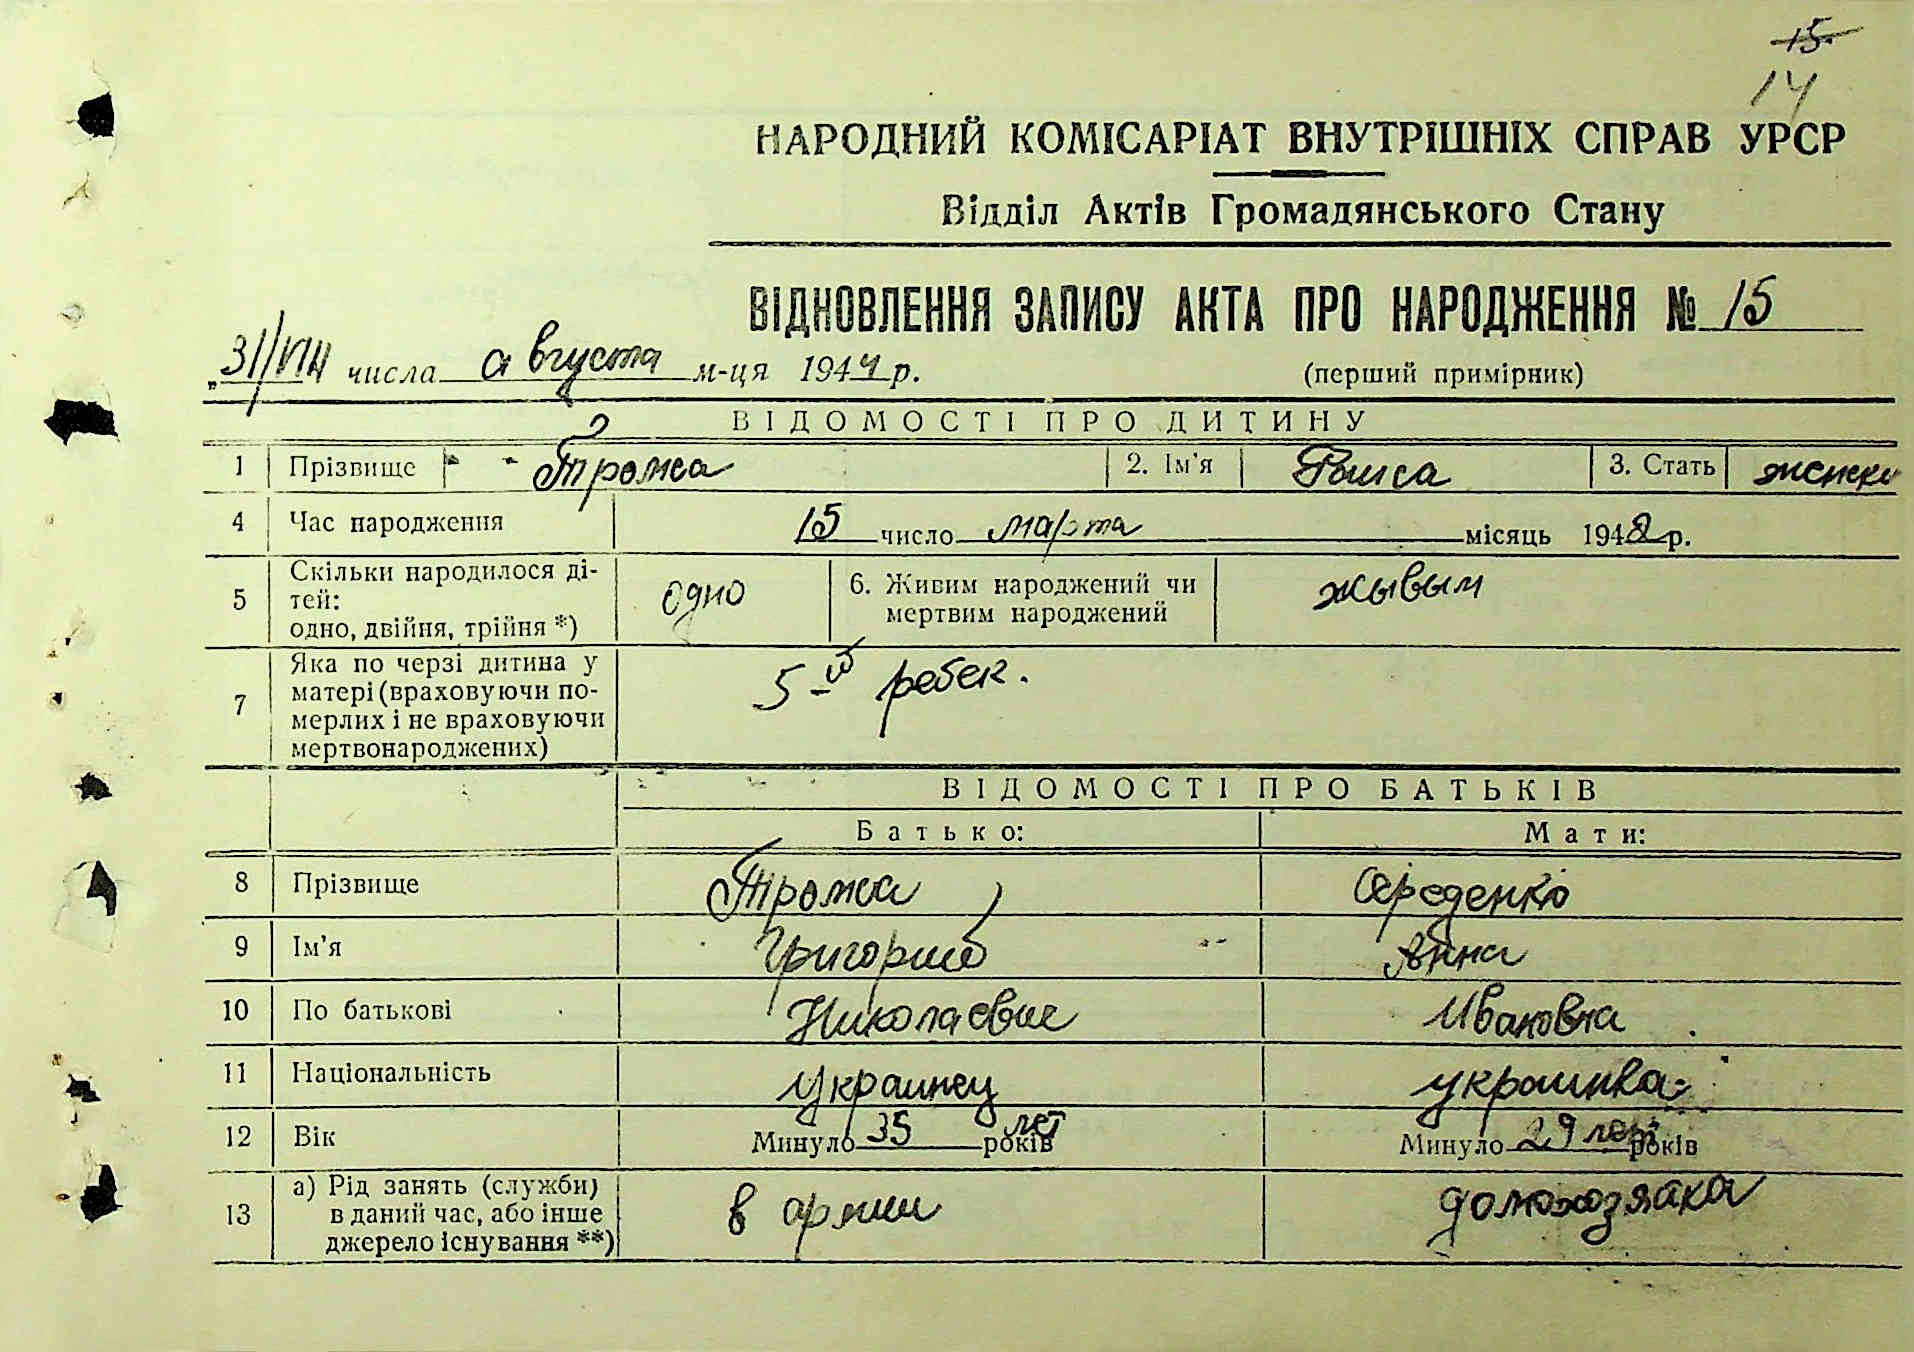 15.
14
НАРОДНИЙ КОМІСАРІАТ ВНУТРІШНІХ СПРАВ УРСР
Відділ Актів Громадянського Стану
ВІДНОВЛЕННЯ ЗАПИСУ АКТА ПРО НАРОДЖЕННЯ № 15
„31/VIII числа августа м-ця 1944 р.
(перший примірник)
ВІДОМОСТІ ПРО ДИТИНУ
1 Прізвище 2. Ім'я Раиса 3. Стать женск
4 Час народження 15 число марта місяць 1942 р.
5 Скільки народилося дітей: одно, двійня, трійня *) одно 6. Живим народжений чи мертвим народжений жывым
7 Яка по черзі дитина у матері (враховуючи померлих і не враховуючи мертвонароджених) 5-й ребек.
ВІДОМОСТІ ПРО БАТЬКІВ
Батько: Мати:
8 Прізвище Середенко
9 Ім'я Григорий Анна
10 По батькові Николаевич Ивановна
11 Національність украинец украинка
12 Вік Минуло 35 лет років Минуло 29 лет років
13 а) Рід занять (служби) в даний час, або інше джерело існування **) в армии домохозяйка